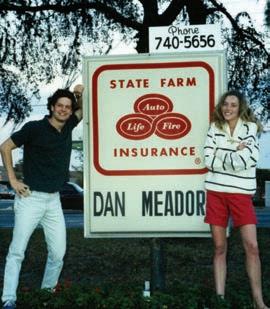 Phone
740-5656
STATE FARM
Auto
Life Fire
INSURANCE
®
DAN MEADOR